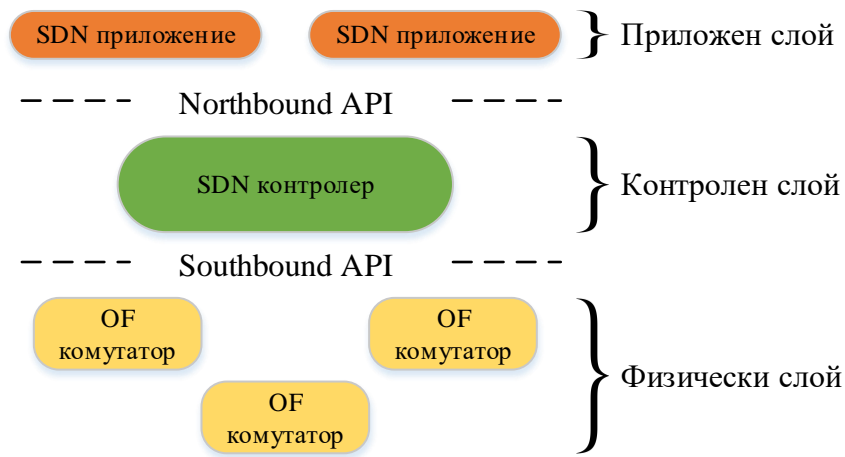 SDN приложение
SDN приложение
Приложен слой
Northbound API
SDN контролер
Контролен слой
Southbound API
OF
комутатор
OF
комутатор
OF
комутатор
Физически слой